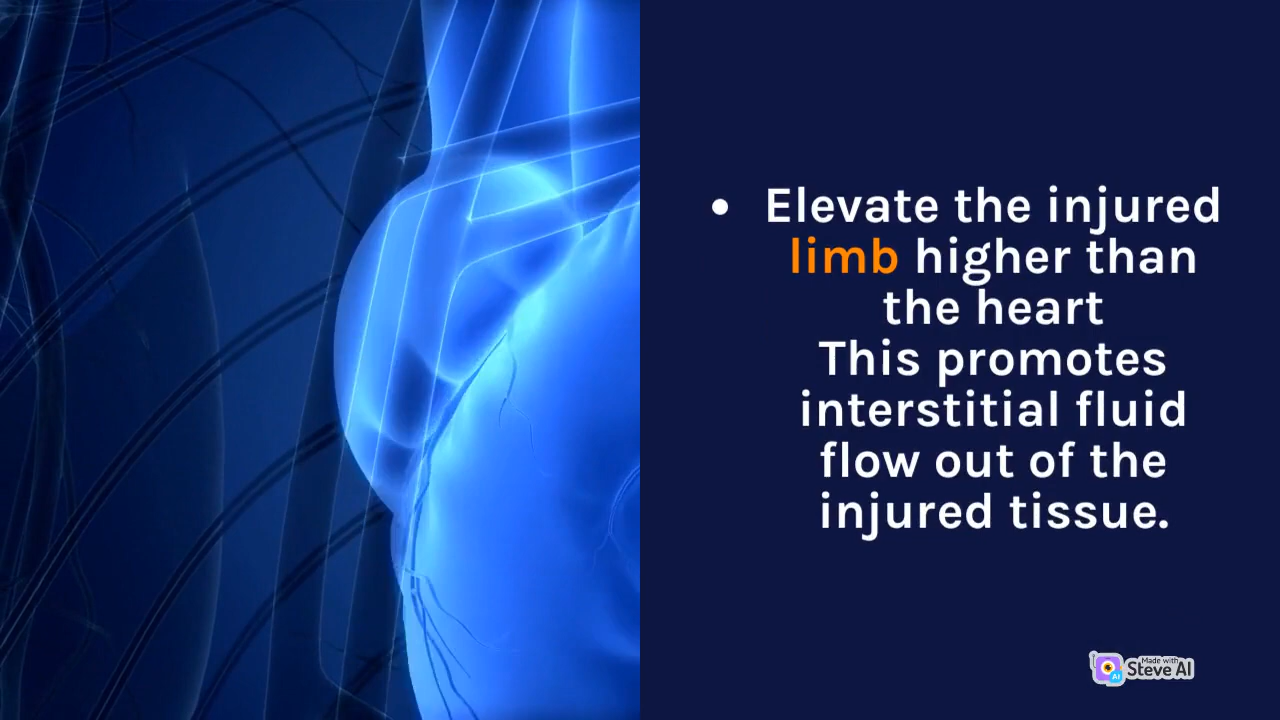 • Elevate the injured
limb higher than
the heart
This promotes
interstitial fluid
flow out of the
injured tissue.
Made with
Steve AI
AI